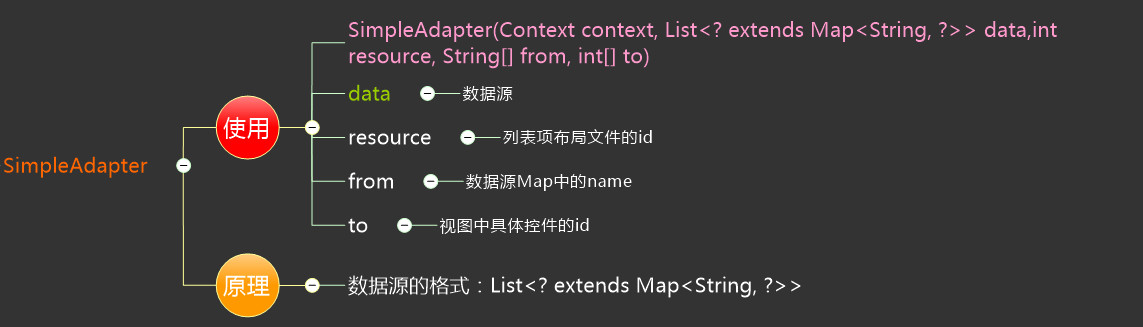 SimpleAdapter
使用
SimpleAdapter(Context context, List<? extends Map<String, ?>> data,int
resource, String[] from, int[] to)
data
数据源
resource
列表项布局文件的id
from
数据源Map中的name
to
视图中具体控件的id
原理
数据源的格式：List<? extends Map<String, ?>>